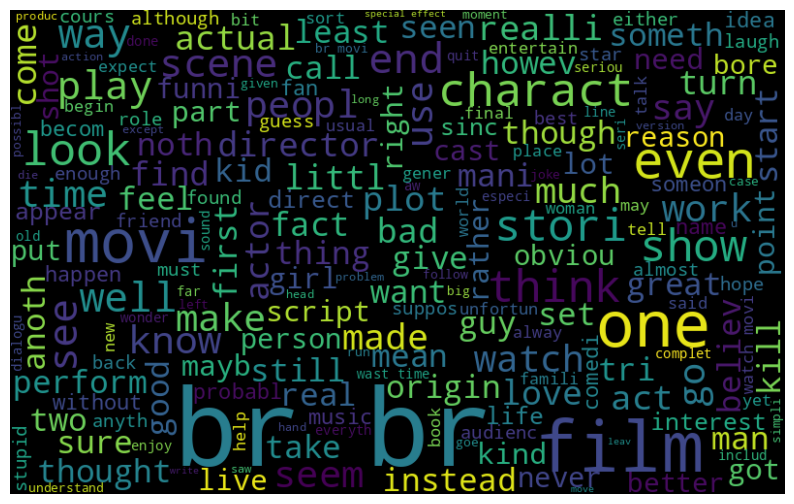 produc cours although bit sort special effect moment either idea
br movi entertain laugh
come way actual least seen realli someth
done quit star
action expect scene end call howev given seriou need bore
shot play funni fan charact final best line talk turn
begin peopl use long say day
possibl becom role part guess usual sinc though seri version reason start
look noth director right cast place lot even
except die enough kid littl gener aw mani joke someon case
time find feel found direct plot especi much woman may work
appear friend fact bad world stori tell name point
old put movi sound first actor thing give rather obviou show
happen must girl problem follow almost said hope
anoth see well far left head want big think great u
dialogu new wonder make script suppos unfortun guy set one
know person made alway complet
maybe still mean run watch comedi watch movi believ kill
perform back wast time origin love famili tri go yet
without probabl real music book life act interest simpli
two anyth good br br film man
stupid sure enjoy help hand take everyth audienc kind includ got
thought saw live seem goe instead never leav better
understand write move